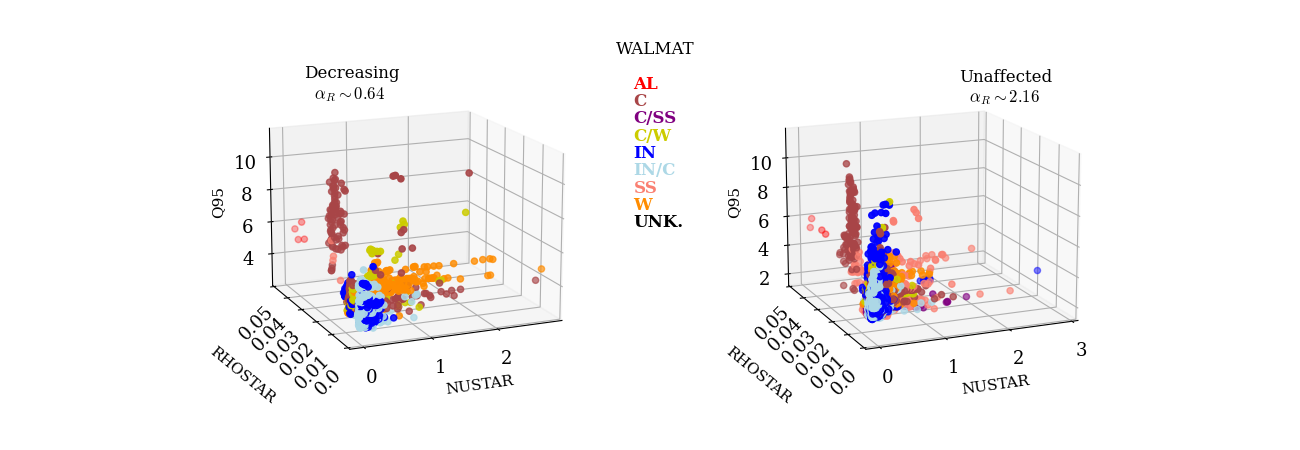 WALMAT
AL
C
C/SS
C/W
IN
IN/C
SS
W
UNK.
Decreasing
α_R ∼ 0.64
Q95
10
8
6
4
0.05
0.04
0.03
0.02
0.01
0.0
RHOSTAR
0
1
2
NUSTAR
Unaffected
α_R ∼ 2.16
Q95
10
8
6
4
2
0.05
0.04
0.03
0.02
0.01
0.0
RHOSTAR
0
1
2
3
NUSTAR